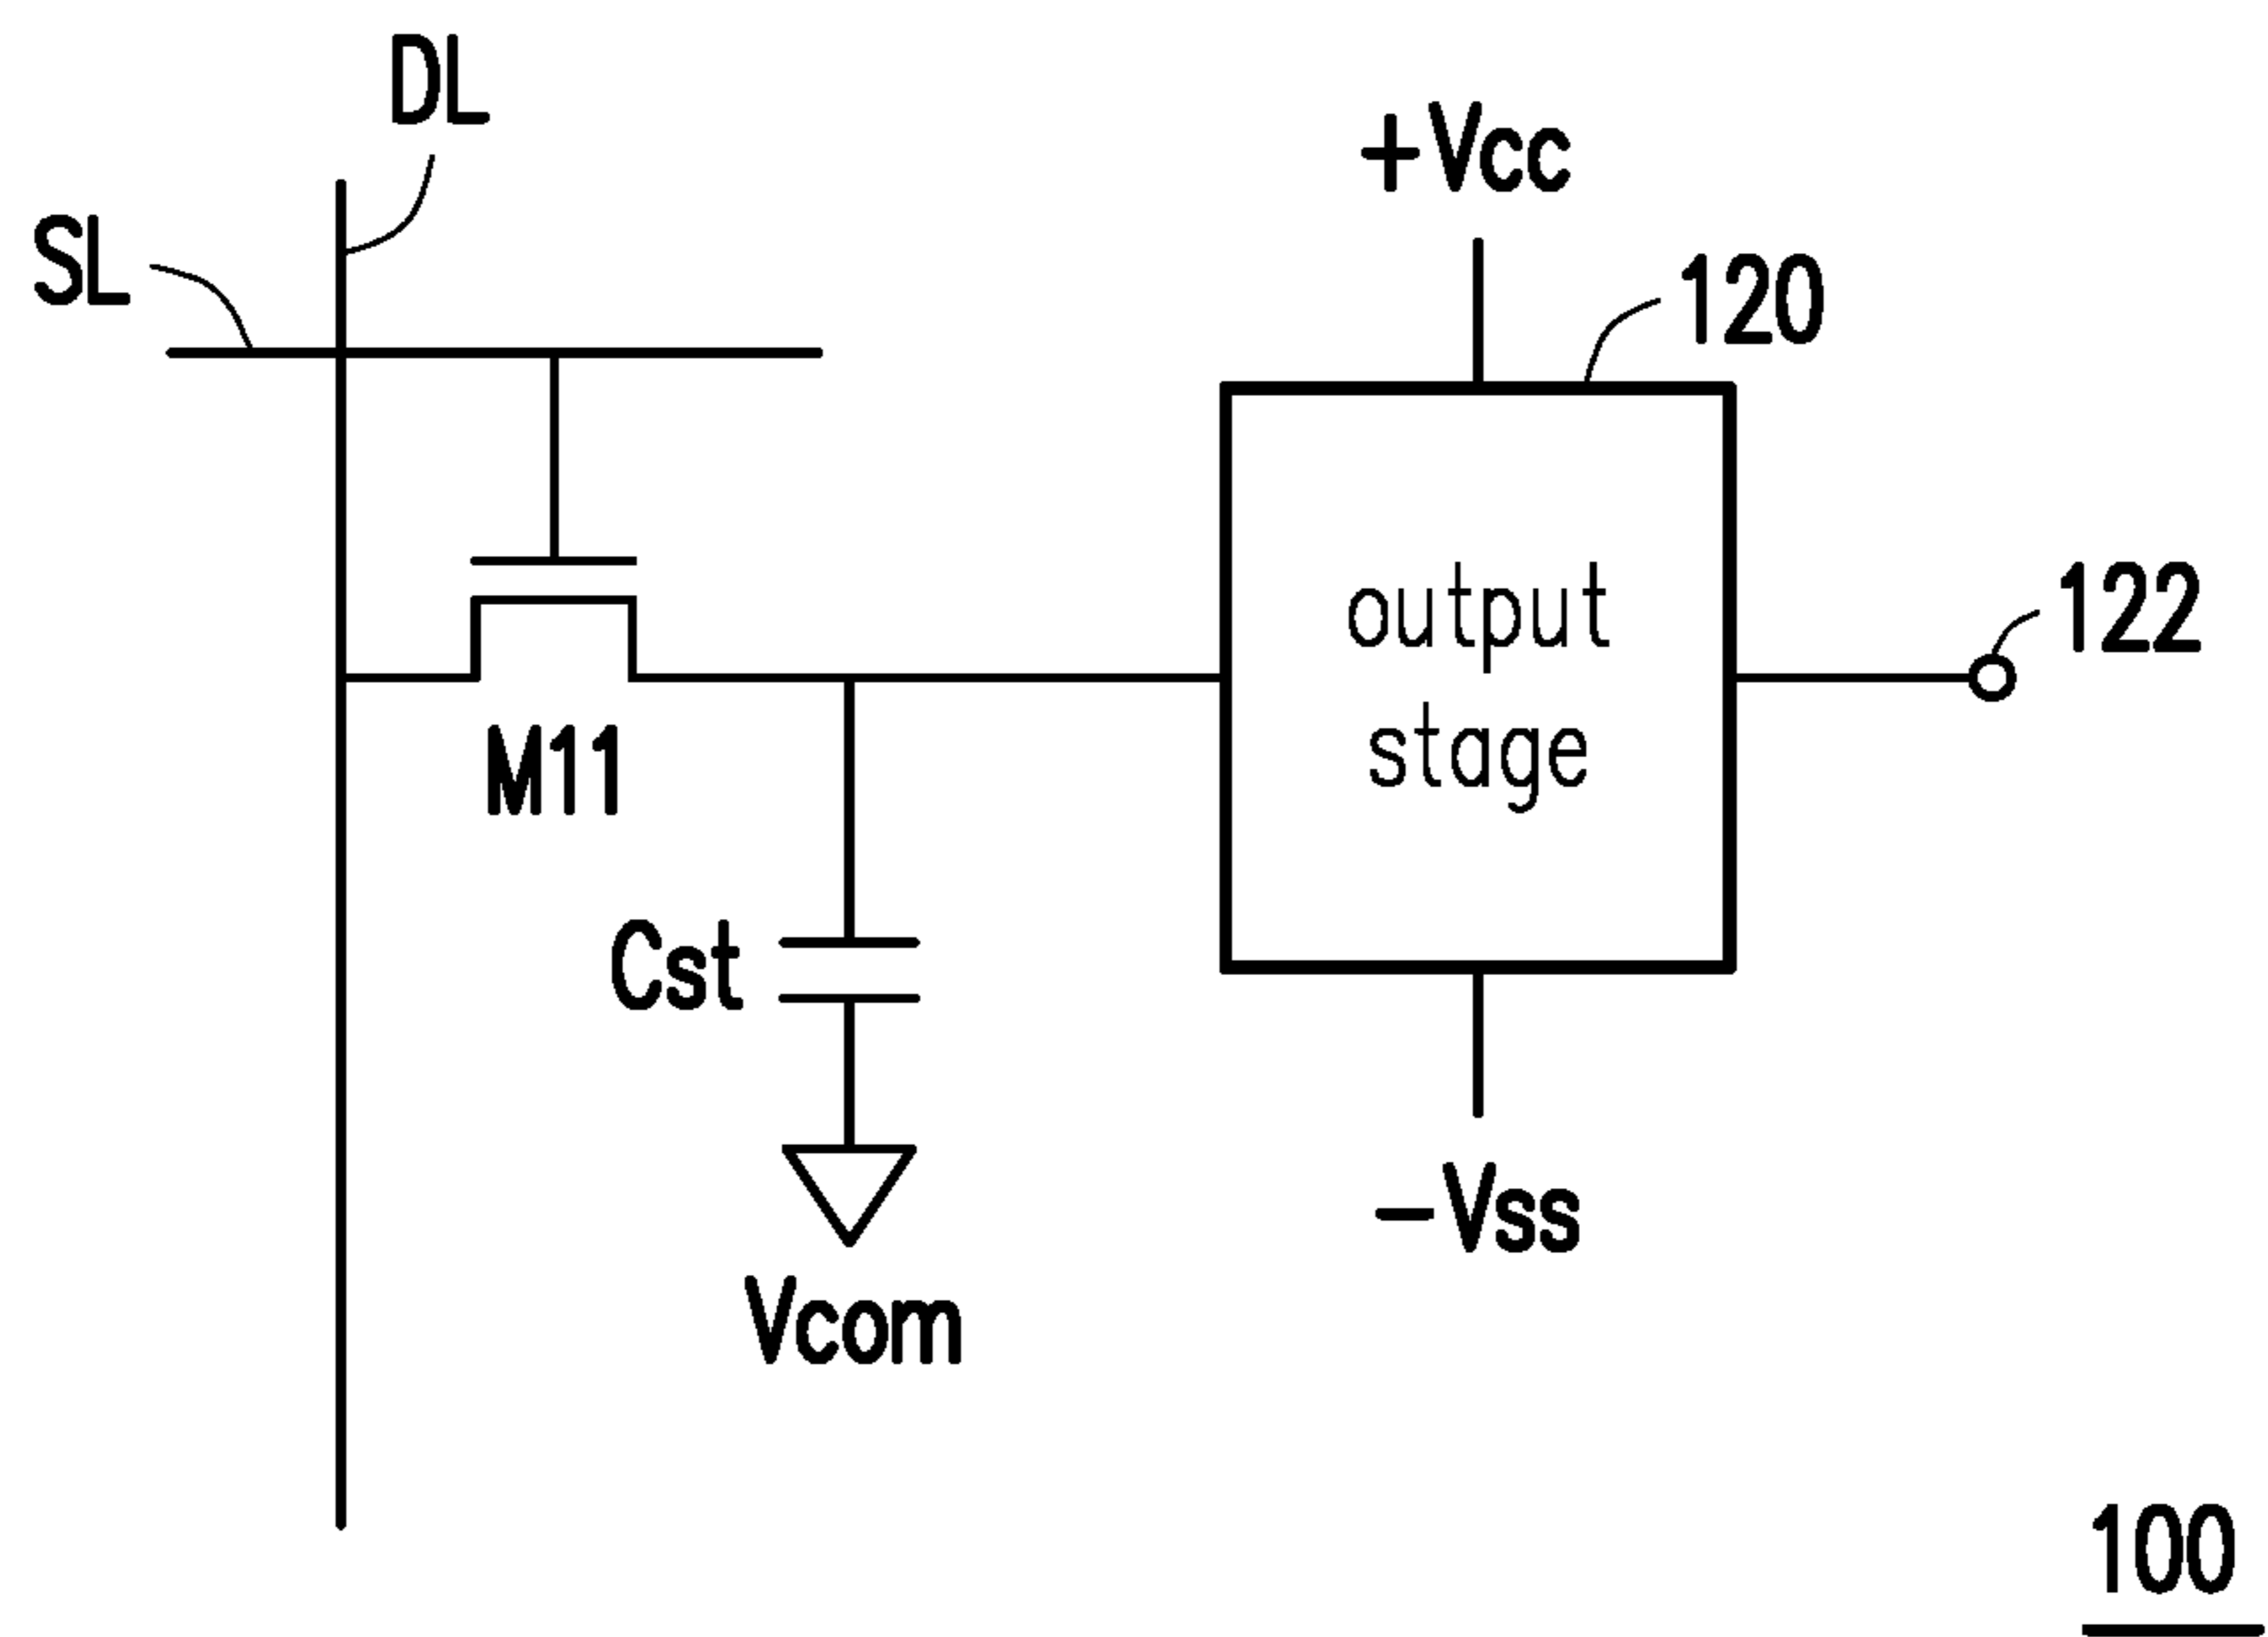 DL
SL
+Vcc
120
output
stage
122
M11
Cst
-Vss
Vcom
100